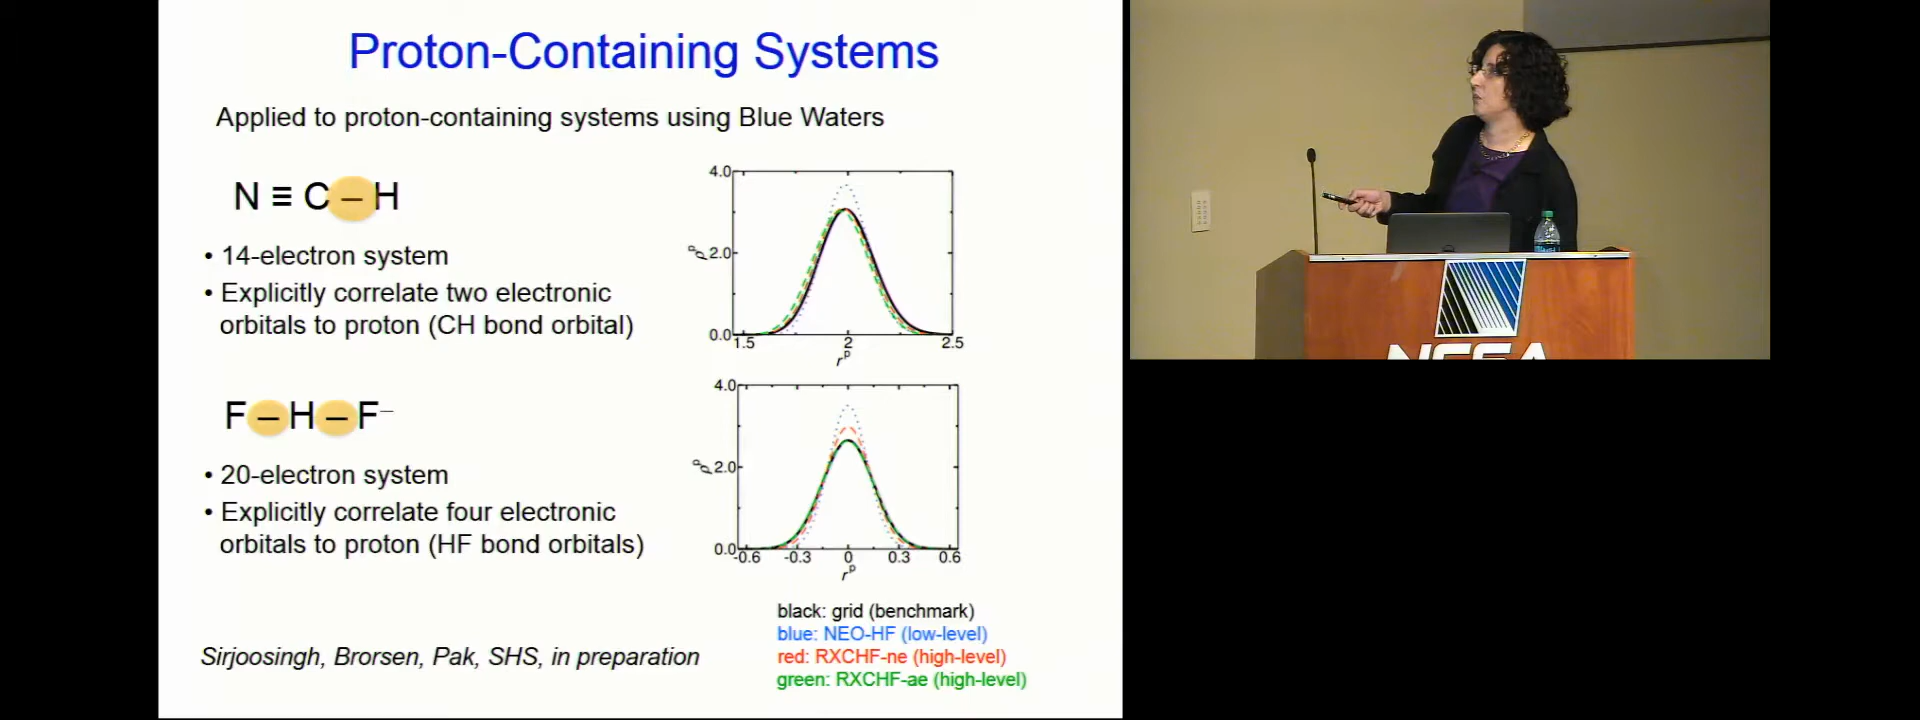 Proton-Containing Systems
Applied to proton-containing systems using Blue Waters
N ≡ C – H
• 14-electron system
• Explicitly correlate two electronic
orbitals to proton (CH bond orbital)
4.0
2.0
0.0
ρᵖ
1.5 2 2.5
rᵖ
F – H – F⁻
• 20-electron system
• Explicitly correlate four electronic
orbitals to proton (HF bond orbitals)
4.0
2.0
0.0
ρᵖ
-0.6 -0.3 0 0.3 0.6
rᵖ
black: grid (benchmark)
blue: NEO-HF (low-level)
red: RXCHF-ne (high-level)
green: RXCHF-ae (high-level)
Sirjoosingh, Brorsen, Pak, SHS, in preparation
NCSA